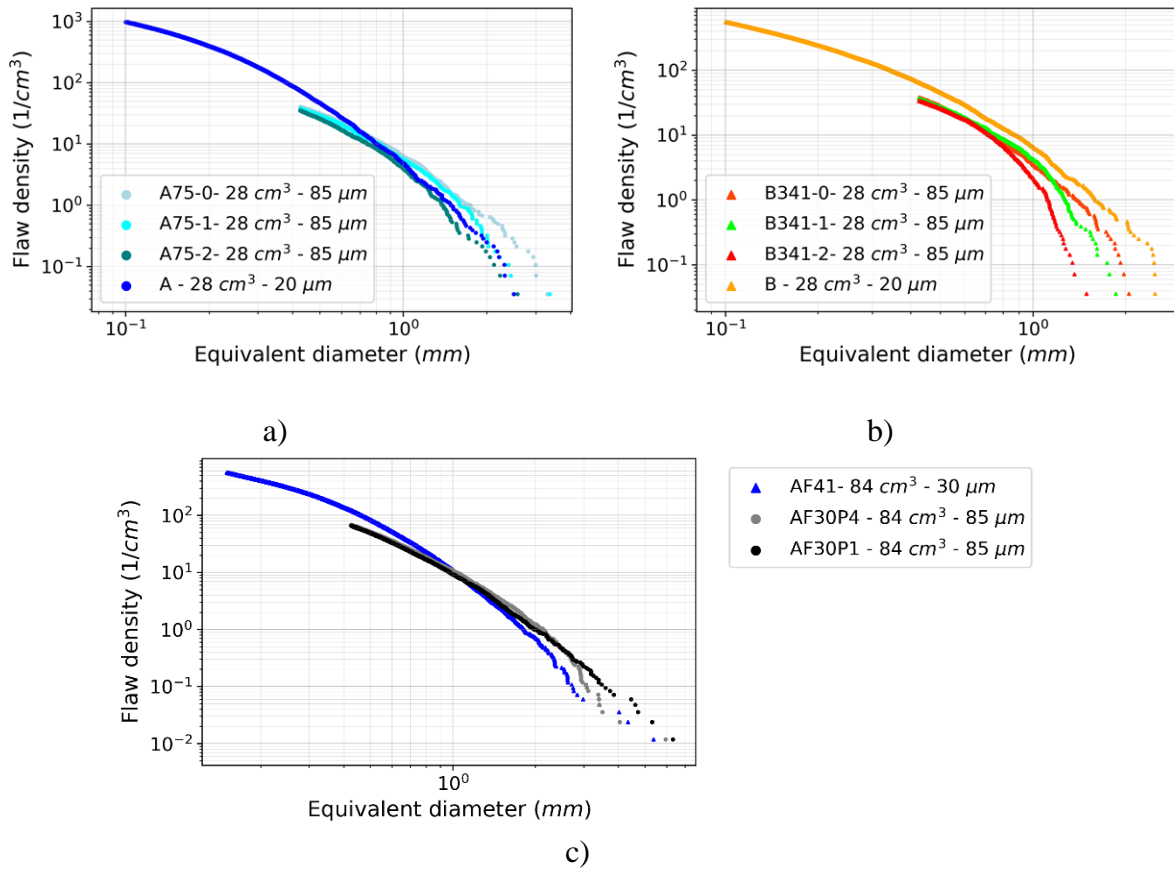 Flaw density (1/cm³)
10³
10²
10¹
10⁰
10⁻¹
A75-0- 28 cm³ - 85 μm
A75-1- 28 cm³ - 85 μm
A75-2- 28 cm³ - 85 μm
A - 28 cm³ - 20 μm
10⁻¹
10⁰
Equivalent diameter (mm)
a)
Flaw density (1/cm³)
10²
10¹
10⁰
10⁻¹
B341-0- 28 cm³ - 85 μm
B341-1- 28 cm³ - 85 μm
B341-2- 28 cm³ - 85 μm
B - 28 cm³ - 20 μm
10⁻¹
10⁰
Equivalent diameter (mm)
b)
Flaw density (1/cm³)
10²
10¹
10⁰
10⁻¹
10⁻²
10⁰
Equivalent diameter (mm)
AF41- 84 cm³ - 30 μm
AF30P4 - 84 cm³ - 85 μm
AF30P1 - 84 cm³ - 85 μm
c)